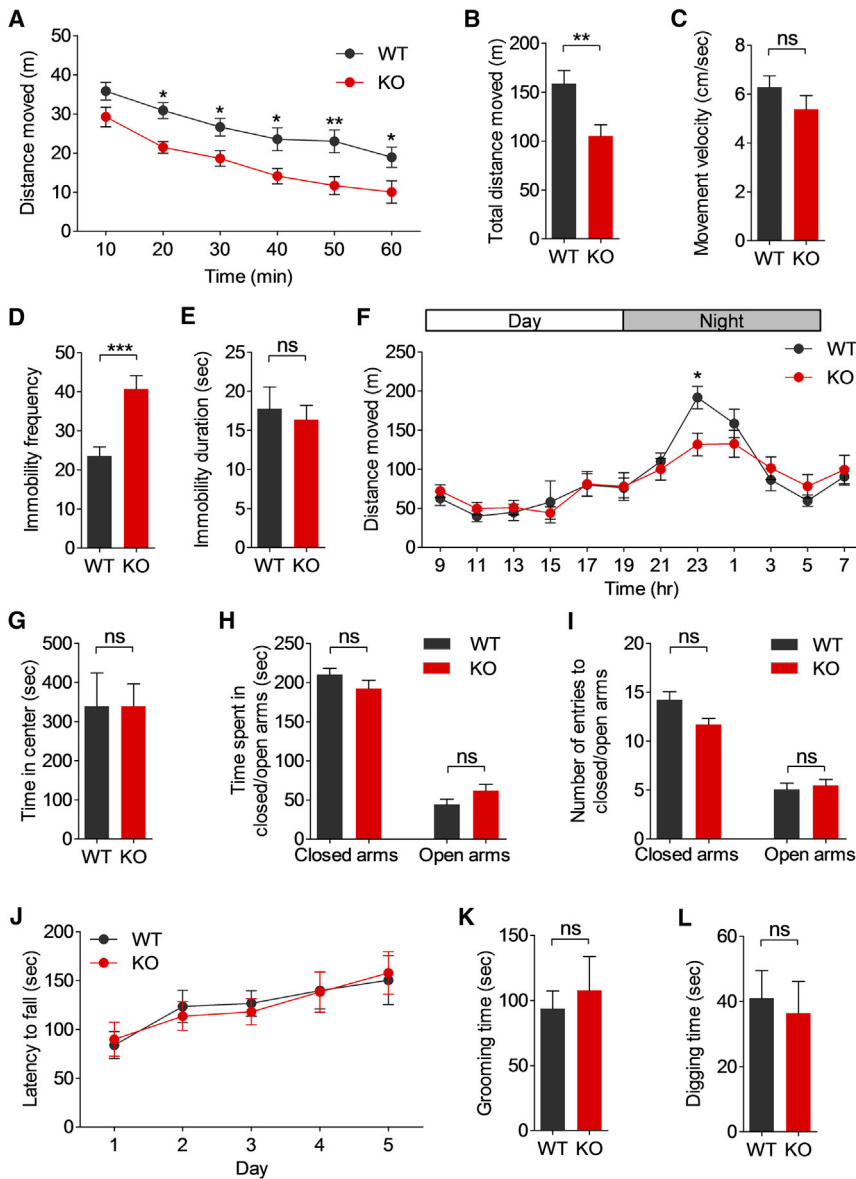 A
Distance moved (m)
50
40
30
20
10
0
WT
KO
*
*
*
**
*
10 20 30 40 50 60
Time (min)
B
Total distance moved (m)
200
150
100
50
0
**
WT KO
C
Movement velocity (cm/sec)
8
6
4
2
0
ns
WT KO
D
Immobility frequency
50
40
30
20
10
0
***
WT KO
E
Immobility duration (sec)
25
20
15
10
5
0
ns
WT KO
F
Day Night
Distance moved (m)
250
200
150
100
50
0
*
WT
KO
9 11 13 15 17 19 21 23 1 3 5 7
Time (hr)
G
Time in center (sec)
500
400
300
200
100
0
ns
WT KO
H
Time spent in
closed/open arms (sec)
250
200
150
100
50
0
ns
ns
WT
KO
Closed arms Open arms
I
Number of entries to
closed/open arms
20
15
10
5
0
ns
ns
WT
KO
Closed arms Open arms
J
Latency to fall (sec)
200
150
100
50
0
WT
KO
1 2 3 4 5
Day
K
Grooming time (sec)
150
100
50
0
ns
WT KO
L
Digging time (sec)
60
40
20
0
ns
WT KO